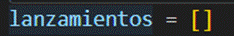 lanzamientos = []